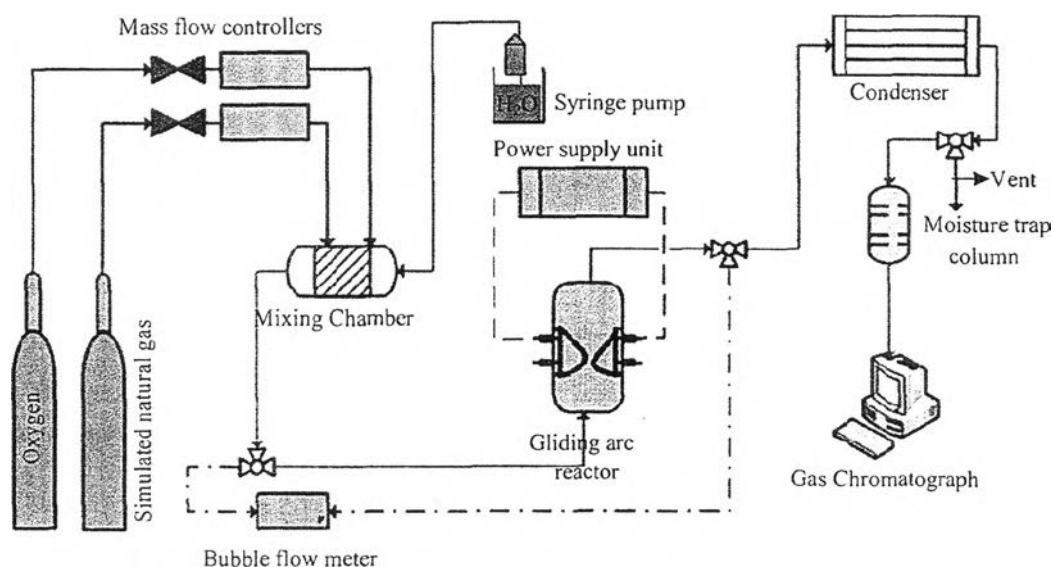 Mass flow controllers
H₂O
Syringe pump
Condenser
Power supply unit
Vent
Moisture trap
column
Mixing Chamber
Oxygen
Simulated natural gas
Gliding arc
reactor
Gas Chromatograph
Bubble flow meter